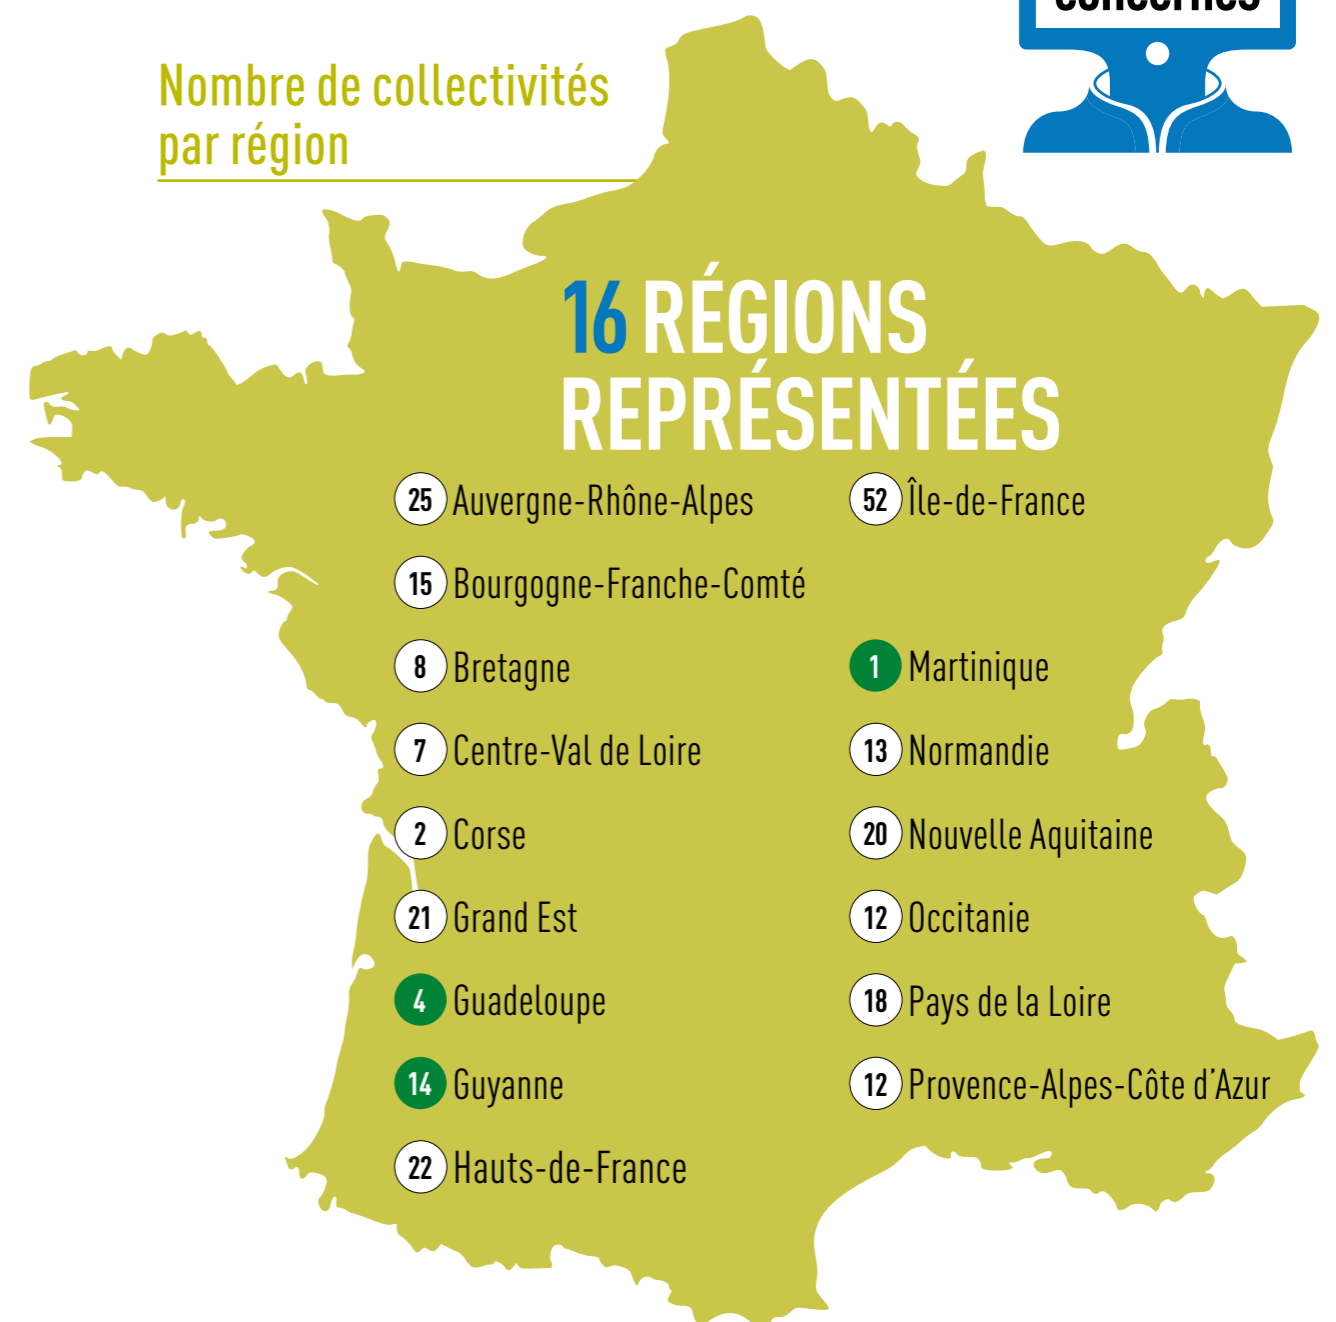 concernés
Nombre de collectivités
par région
16 RÉGIONS
REPRÉSENTÉES
25 Auvergne-Rhône-Alpes
15 Bourgogne-Franche-Comté
8 Bretagne
7 Centre-Val de Loire
2 Corse
21 Grand Est
4 Guadeloupe
14 Guyanne
22 Hauts-de-France
52 Île-de-France
1 Martinique
13 Normandie
20 Nouvelle Aquitaine
12 Occitanie
18 Pays de la Loire
12 Provence-Alpes-Côte d'Azur